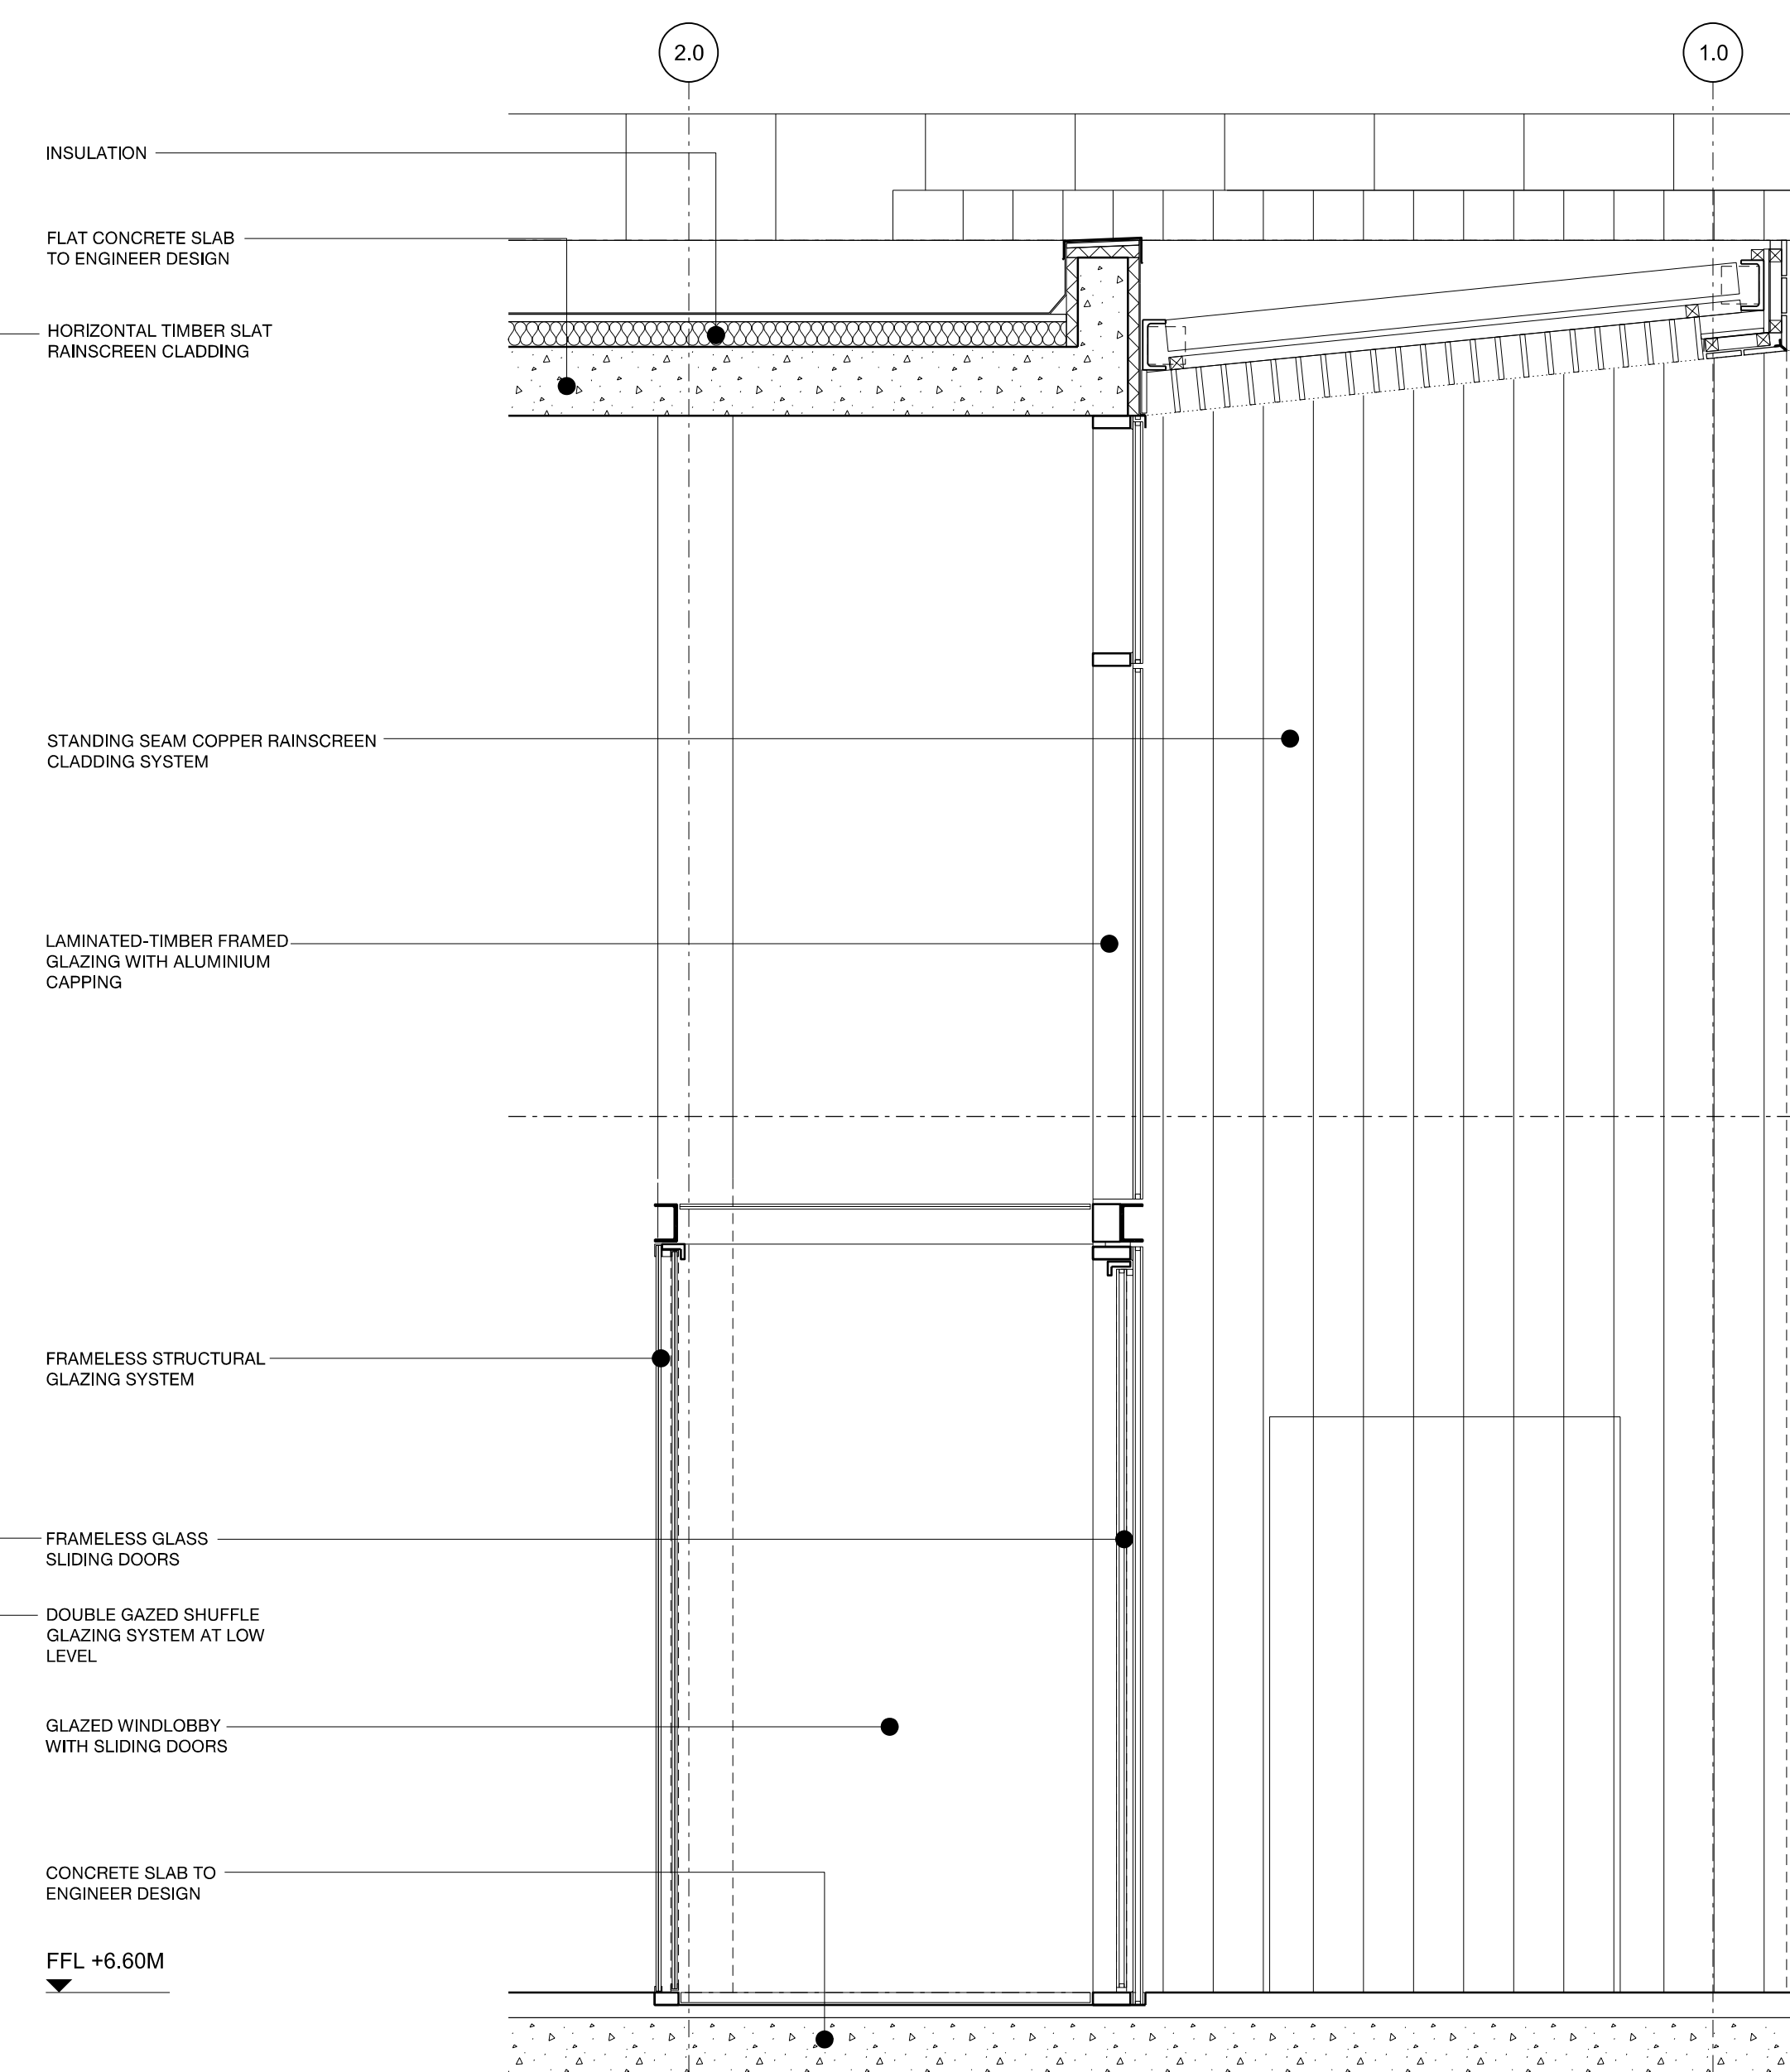 2.0
1.0
INSULATION
FLAT CONCRETE SLAB
TO ENGINEER DESIGN
HORIZONTAL TIMBER SLAT
RAINSCREEN CLADDING
STANDING SEAM COPPER RAINSCREEN
CLADDING SYSTEM
LAMINATED-TIMBER FRAMED
GLAZING WITH ALUMINIUM
CAPPING
FRAMELESS STRUCTURAL
GLAZING SYSTEM
FRAMELESS GLASS
SLIDING DOORS
DOUBLE GAZED SHUFFLE
GLAZING SYSTEM AT LOW
LEVEL
GLAZED WINDLOBBY
WITH SLIDING DOORS
CONCRETE SLAB TO
ENGINEER DESIGN
FFL +6.60M